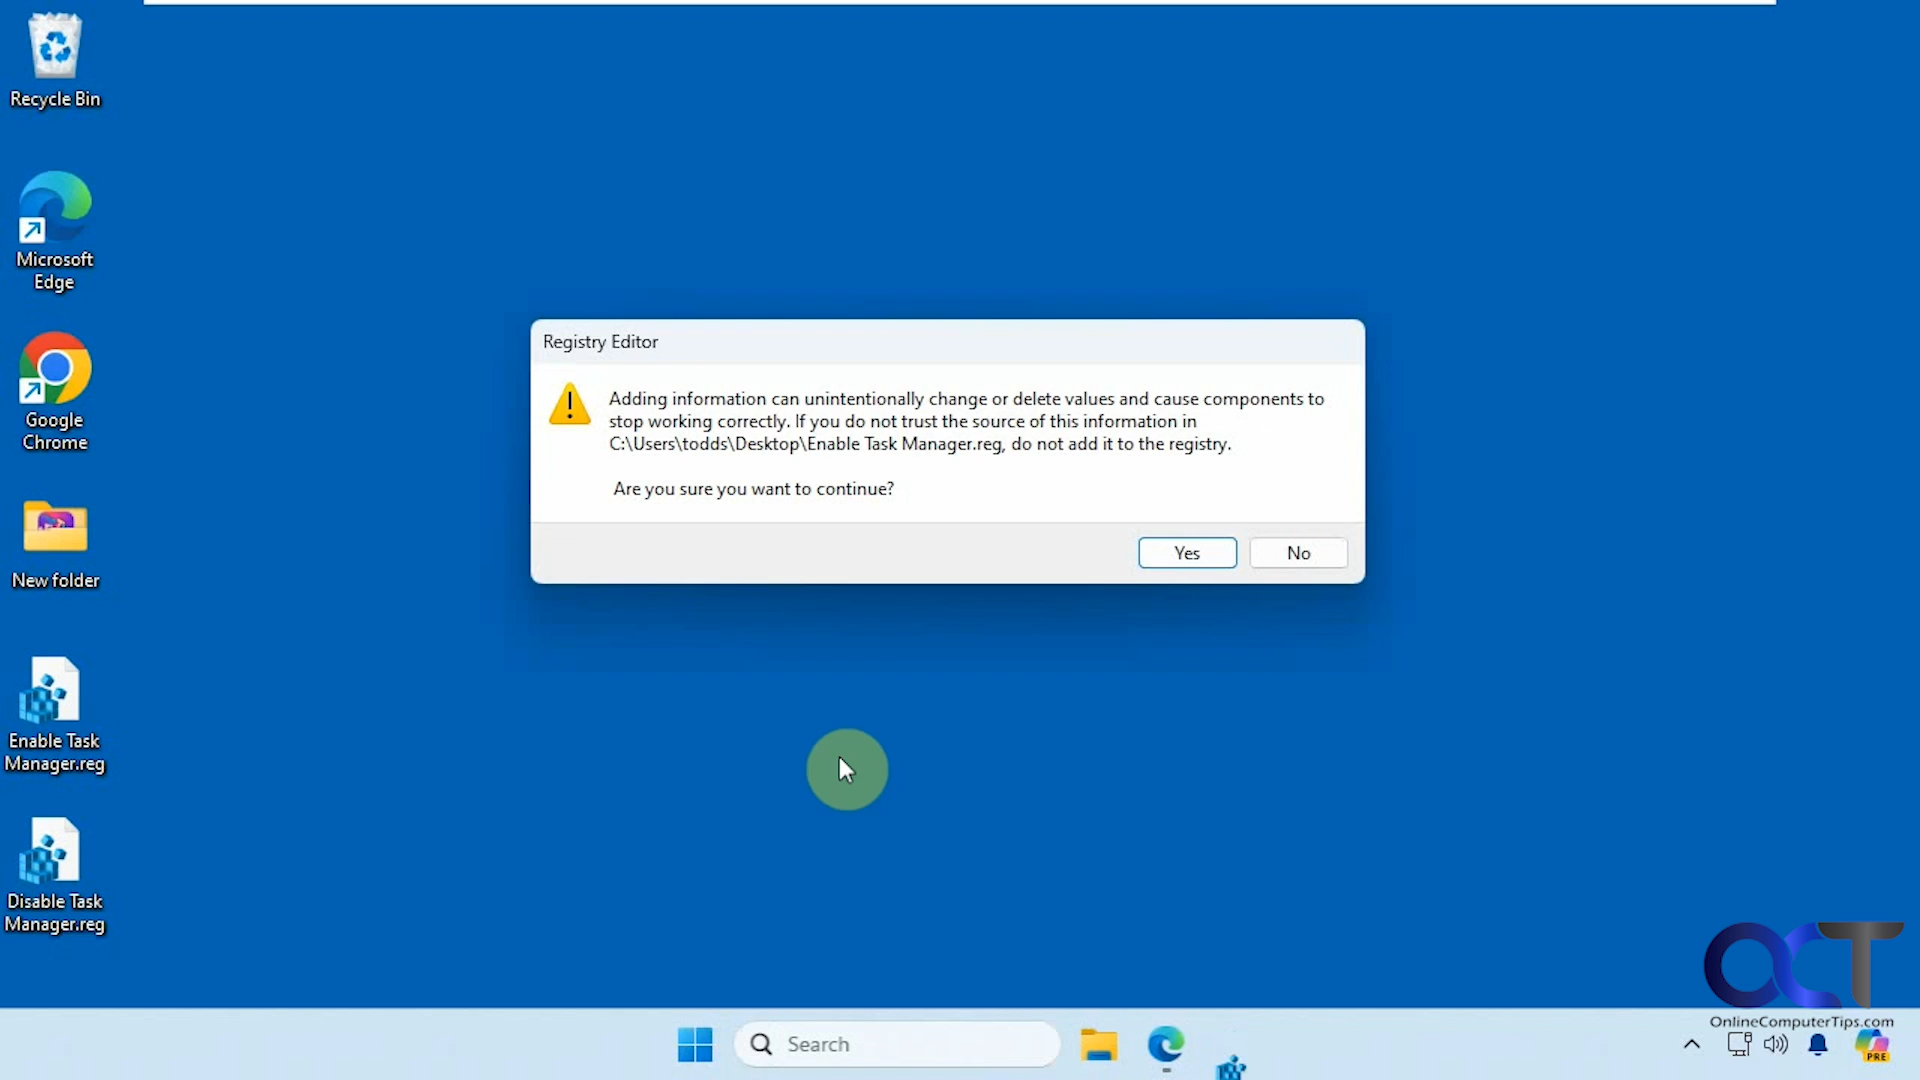 Recycle Bin
Microsoft
Edge
Google
Chrome
New folder
Enable Task
Manager.reg
Disable Task
Manager.reg
Registry Editor
Adding information can unintentionally change or delete values and cause components to
stop working correctly. If you do not trust the source of this information in
C:\Users\todds\Desktop\Enable Task Manager.reg, do not add it to the registry.
Are you sure you want to continue?
Yes
No
OCT
OnlineComputerTips.com
Search
PRE